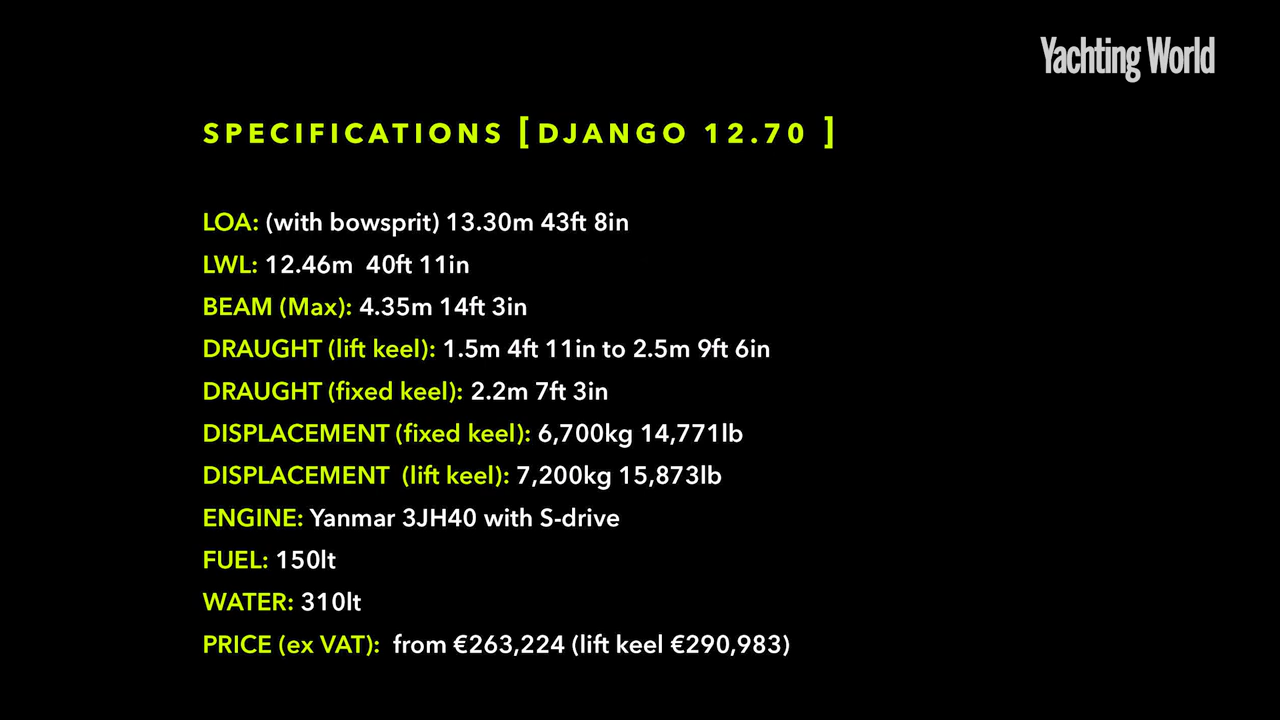 Yachting World
SPECIFICATIONS [DJANGO 12.70 ]
LOA: (with bowsprit) 13.30m 43ft 8in
LWL: 12.46m  40ft 11in
BEAM (Max): 4.35m 14ft 3in
DRAUGHT (lift keel): 1.5m 4ft 11in to 2.5m 9ft 6in
DRAUGHT (fixed keel): 2.2m 7ft 3in
DISPLACEMENT (fixed keel): 6,700kg 14,771lb
DISPLACEMENT  (lift keel): 7,200kg 15,873lb
ENGINE: Yanmar 3JH40 with S-drive
FUEL: 150lt
WATER: 310lt
PRICE (ex VAT):  from €263,224 (lift keel €290,983)